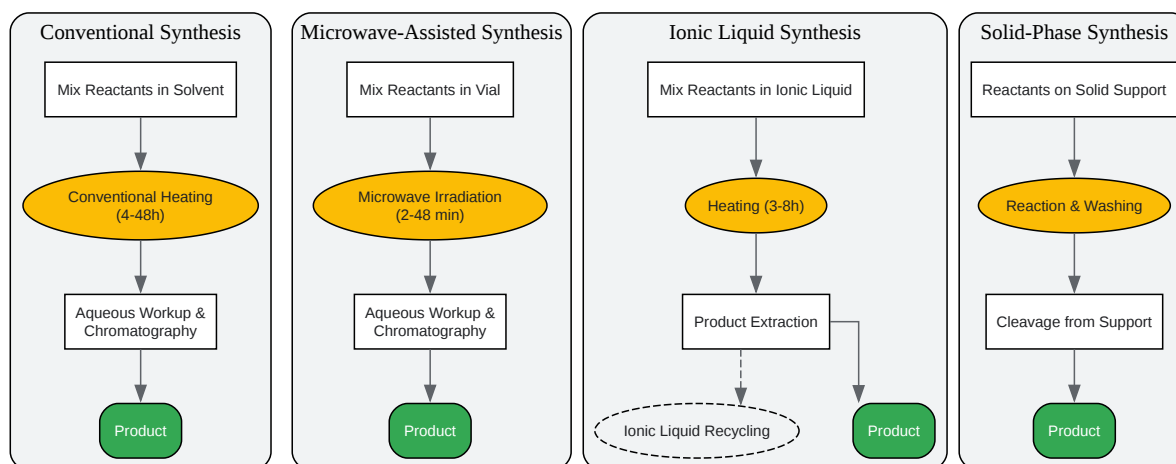 Conventional Synthesis
Mix Reactants in Solvent
Conventional Heating
(4-48h)
Aqueous Workup &
Chromatography
Product
Microwave-Assisted Synthesis
Mix Reactants in Vial
Microwave Irradiation
(2-48 min)
Aqueous Workup &
Chromatography
Product
Ionic Liquid Synthesis
Mix Reactants in Ionic Liquid
Heating (3-8h)
Product Extraction
Ionic Liquid Recycling
Product
Solid-Phase Synthesis
Reactants on Solid Support
Reaction & Washing
Cleavage from Support
Product